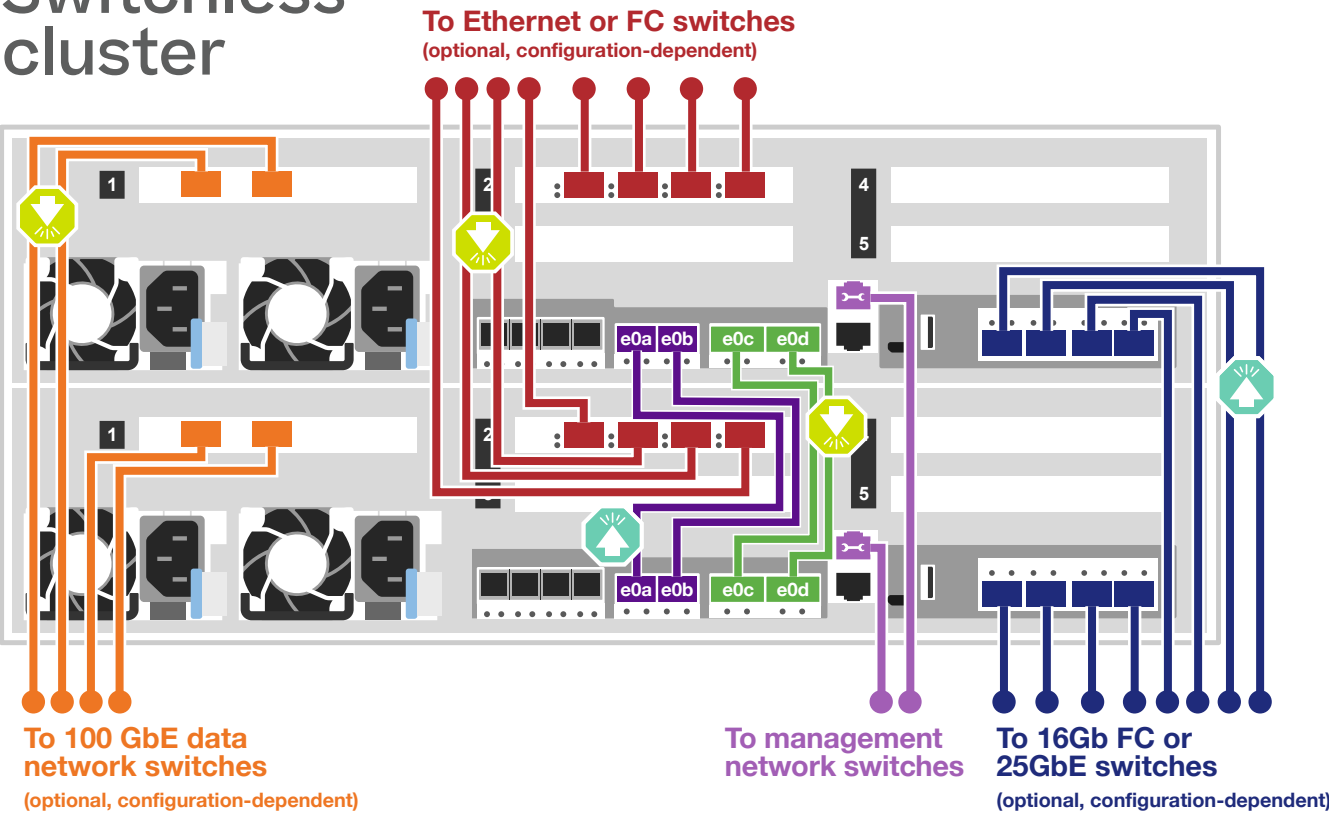 Switchless
cluster
To Ethernet or FC switches
(optional, configuration-dependent)
1
2
4
5
e0a e0b e0c e0d
1
2
5
e0a e0b e0c e0d
To 100 GbE data
network switches
(optional, configuration-dependent)
To management
network switches
To 16Gb FC or
25GbE switches
(optional, configuration-dependent)